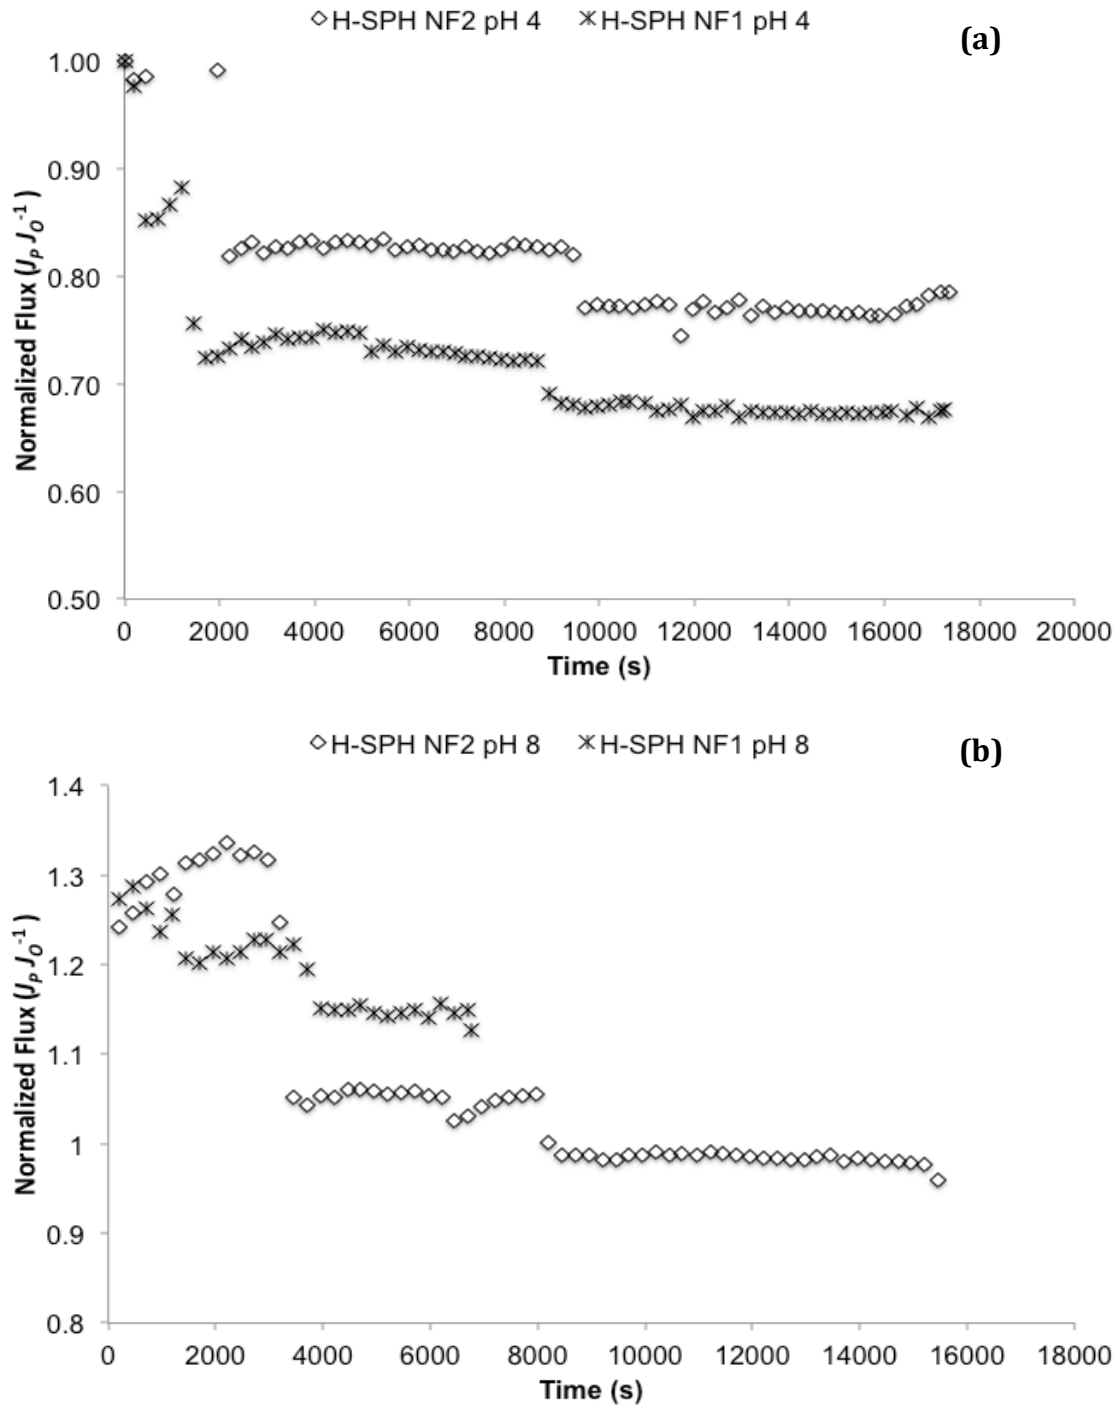 H-SPH NF2 pH 4 H-SPH NF1 pH 4
(a)
1.00
0.90
0.80
0.70
0.60
0.50
Normalized Flux (J_P J_O^-1)
0 2000 4000 6000 8000 10000 12000 14000 16000 18000 20000
Time (s)
H-SPH NF2 pH 8 H-SPH NF1 pH 8
(b)
1.4
1.3
1.2
1.1
1
0.9
0.8
Normalized Flux (J_P J_O^-1)
0 2000 4000 6000 8000 10000 12000 14000 16000 18000
Time (s)